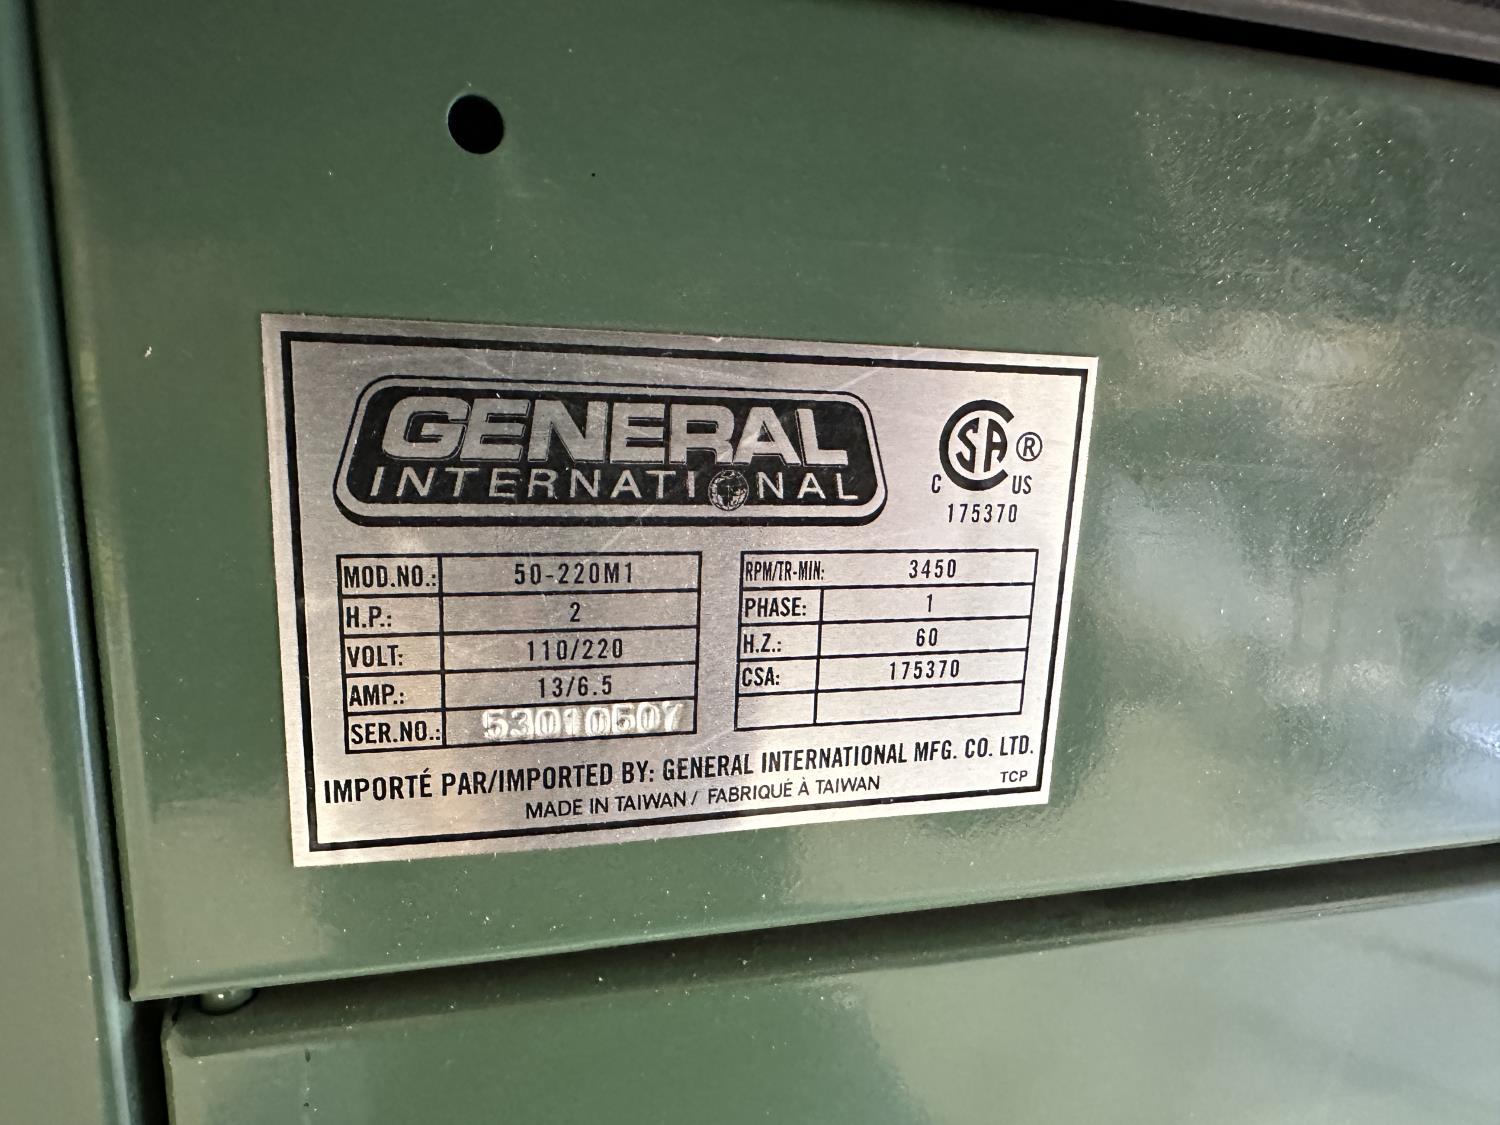 GENERAL
INTERNATIONAL
SA ®
C US
175370
MOD.NO.: 50-220M1
H.P.: 2
VOLT: 110/220
AMP.: 13/6.5
SER.NO.: 53010507
RPM/TR-MIN: 3450
PHASE: 1
H.Z.: 60
CSA: 175370
IMPORTÉ PAR/IMPORTED BY: GENERAL INTERNATIONAL MFG. CO. LTD.
MADE IN TAIWAN / FABRIQUÉ À TAIWAN
TCP